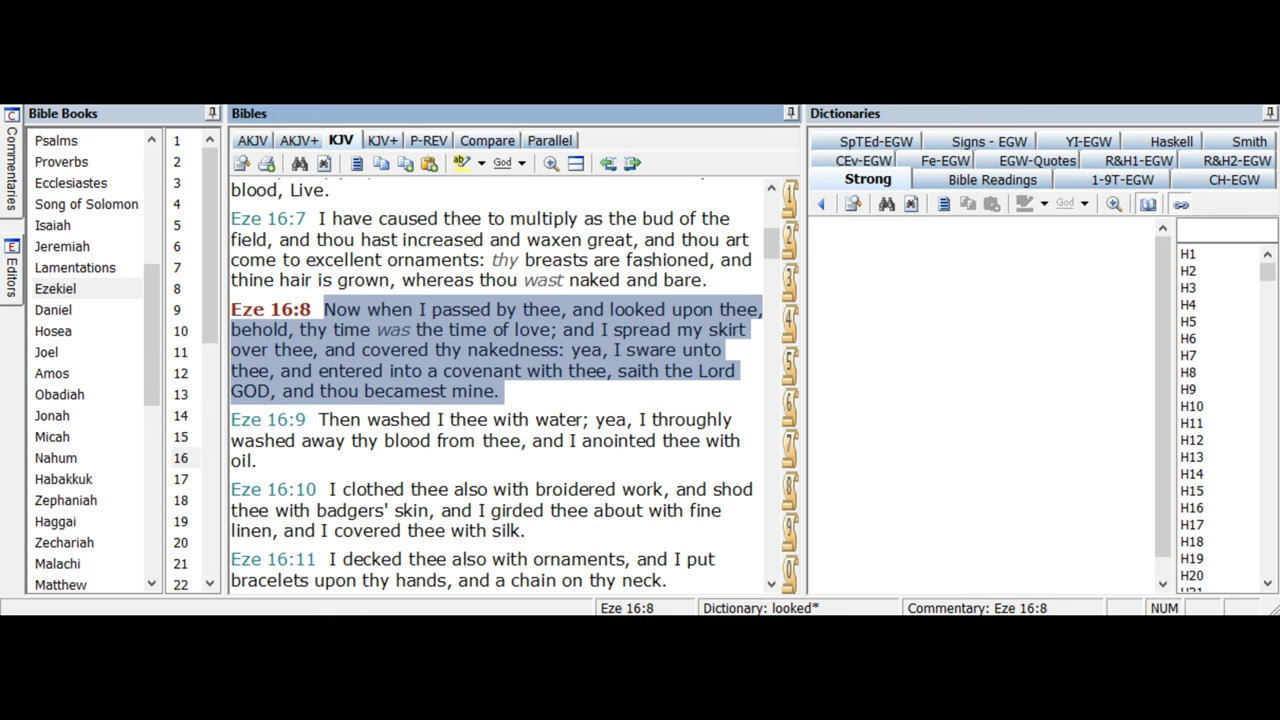 Bible Books
Bibles
Dictionaries
Commentaries
Editors
Psalms
Proverbs
Ecclesiastes
Song of Solomon
Isaiah
Jeremiah
Lamentations
Ezekiel
Daniel
Hosea
Joel
Amos
Obadiah
Jonah
Micah
Nahum
Habakkuk
Zephaniah
Haggai
Zechariah
Malachi
Matthew
1
2
3
4
5
6
7
8
9
10
11
12
13
14
15
16
17
18
19
20
21
22
AKJV AKJV+ KJV KJV+ P-REV Compare Parallel
God
blood, Live.
Eze 16:7 I have caused thee to multiply as the bud of the
field, and thou hast increased and waxen great, and thou art
come to excellent ornaments: thy breasts are fashioned, and
thine hair is grown, whereas thou wast naked and bare.
Eze 16:8 Now when I passed by thee, and looked upon thee,
behold, thy time was the time of love; and I spread my skirt
over thee, and covered thy nakedness: yea, I sware unto
thee, and entered into a covenant with thee, saith the Lord
GOD, and thou becamest mine.
Eze 16:9 Then washed I thee with water; yea, I throughly
washed away thy blood from thee, and I anointed thee with
oil.
Eze 16:10 I clothed thee also with broidered work, and shod
thee with badgers' skin, and I girded thee about with fine
linen, and I covered thee with silk.
Eze 16:11 I decked thee also with ornaments, and I put
bracelets upon thy hands, and a chain on thy neck.
1
2
3
4
5
6
7
8
9
0
SpTEd-EGW Signs - EGW YI-EGW Haskell Smith
CEv-EGW Fe-EGW EGW-Quotes R&H1-EGW R&H2-EGW
Strong Bible Readings 1-9T-EGW CH-EGW
God
H1
H2
H3
H4
H5
H6
H7
H8
H9
H10
H11
H12
H13
H14
H15
H16
H17
H18
H19
H20
H21
Eze 16:8 Dictionary: looked* Commentary: Eze 16:8 NUM